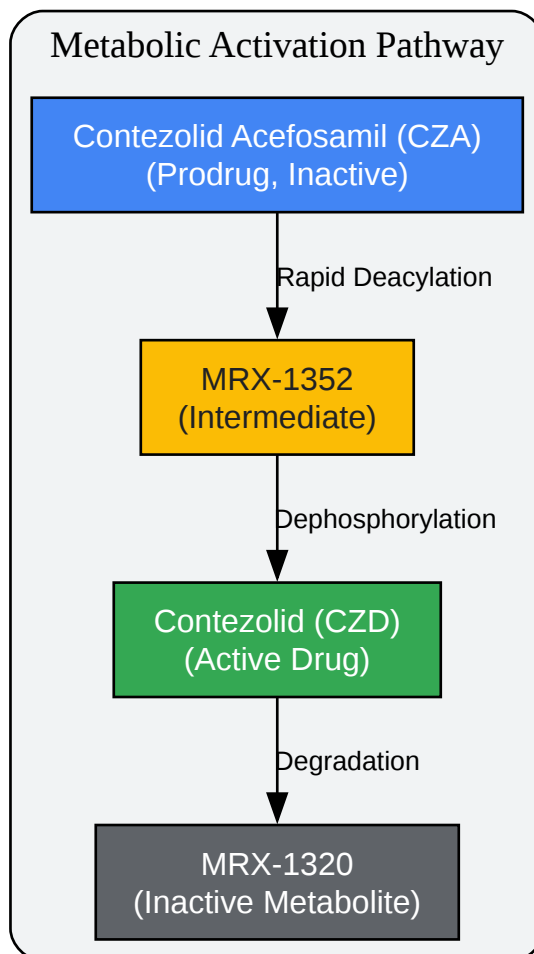 Metabolic Activation Pathway
Contezolid Acefosamil (CZA)
(Prodrug, Inactive)
Rapid Deacylation
MRX-1352
(Intermediate)
Dephosphorylation
Contezolid (CZD)
(Active Drug)
Degradation
MRX-1320
(Inactive Metabolite)